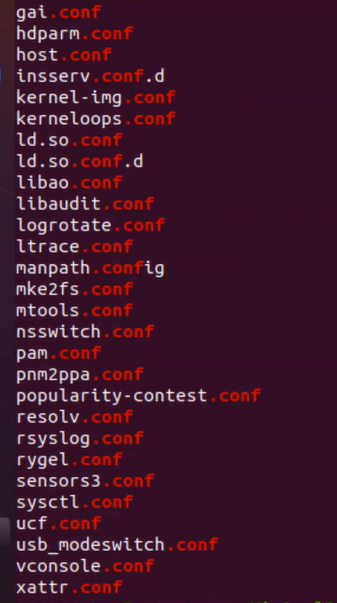 gai.conf
hdparm.conf
host.conf
insserv.conf.d
kernel-img.conf
kerneloops.conf
ld.so.conf
ld.so.conf.d
libao.conf
libaudit.conf
logrotate.conf
ltrace.conf
manpath.config
mke2fs.conf
mtools.conf
nsswitch.conf
pam.conf
pnm2ppa.conf
popularity-contest.conf
resolv.conf
rsyslog.conf
rygel.conf
sensors3.conf
sysctl.conf
ucf.conf
usb_modeswitch.conf
vconsole.conf
xattr.conf